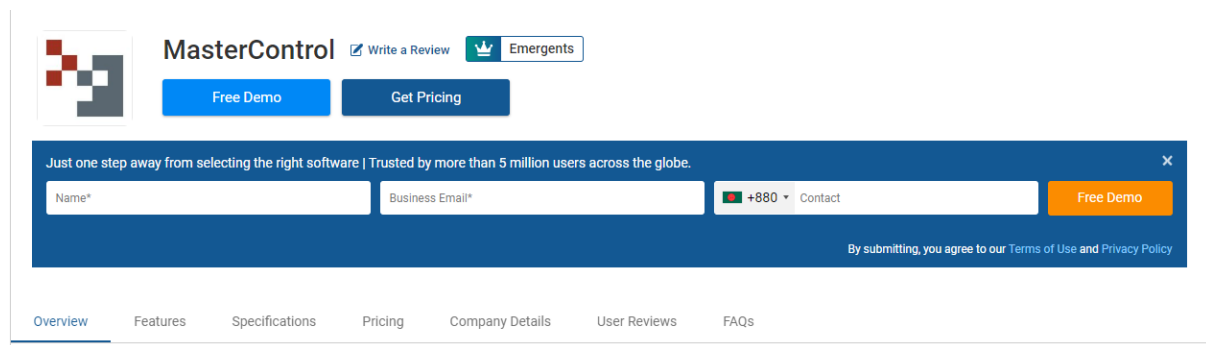 MasterControl Write a Review Emergents
Free Demo Get Pricing
Just one step away from selecting the right software | Trusted by more than 5 million users across the globe. ×
Name* Business Email* +880 Contact Free Demo
By submitting, you agree to our Terms of Use and Privacy Policy
Overview Features Specifications Pricing Company Details User Reviews FAQs